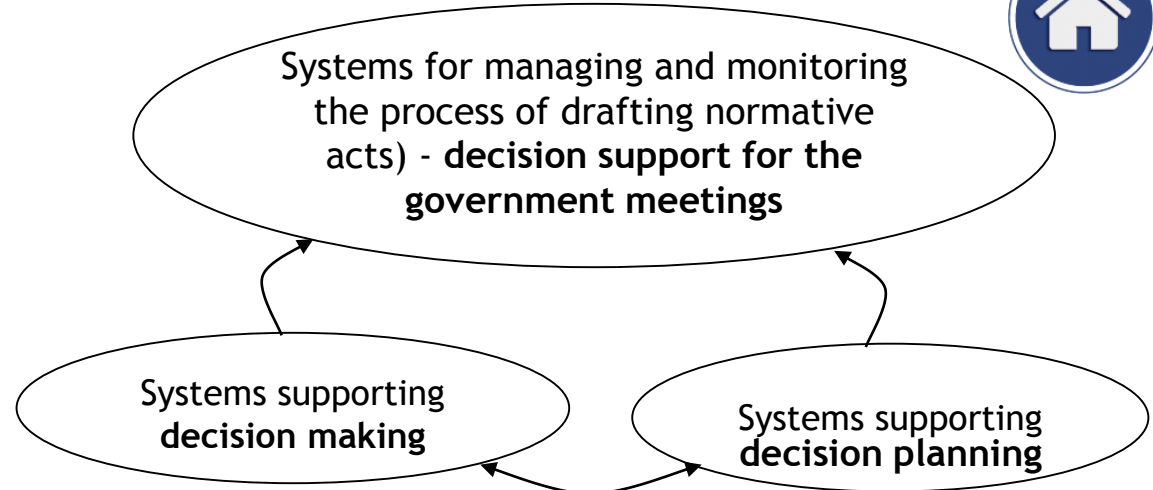 Systems for managing and monitoring
the process of drafting normative
acts) - decision support for the
government meetings
Systems supporting
decision making
Systems supporting
decision planning